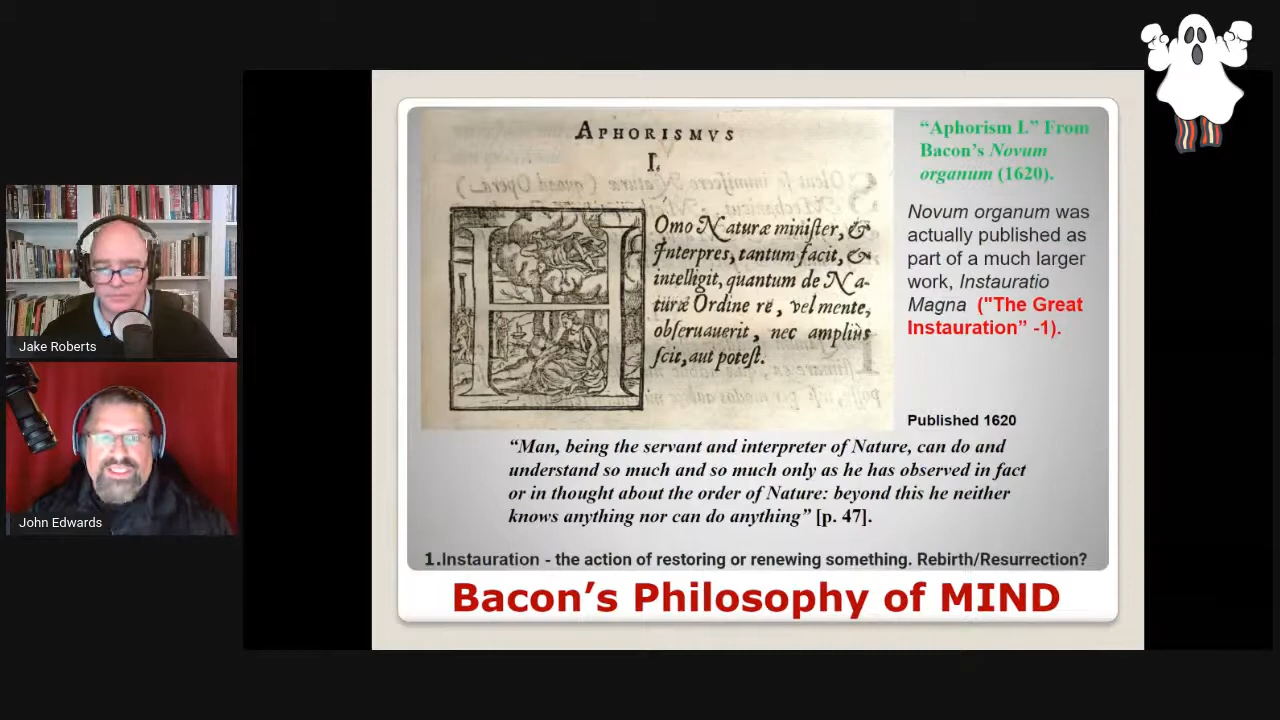 Jake Roberts
John Edwards
APHORISMVS
I.
HOmo Naturæ miniſter, &
Interpres, tantum facit, &
intelligit, quantum de Na-
turæ Ordine re, vel mente,
obſeruauerit, nec ampliùs
ſcit, aut poteſt.
“Aphorism I.” From
Bacon’s Novum
organum (1620).
Novum organum was
actually published as
part of a much larger
work, Instauratio
Magna ("The Great
Instauration” -1).
Published 1620
“Man, being the servant and interpreter of Nature, can do and
understand so much and so much only as he has observed in fact
or in thought about the order of Nature: beyond this he neither
knows anything nor can do anything” [p. 47].
1.Instauration - the action of restoring or renewing something. Rebirth/Resurrection?
Bacon’s Philosophy of MIND